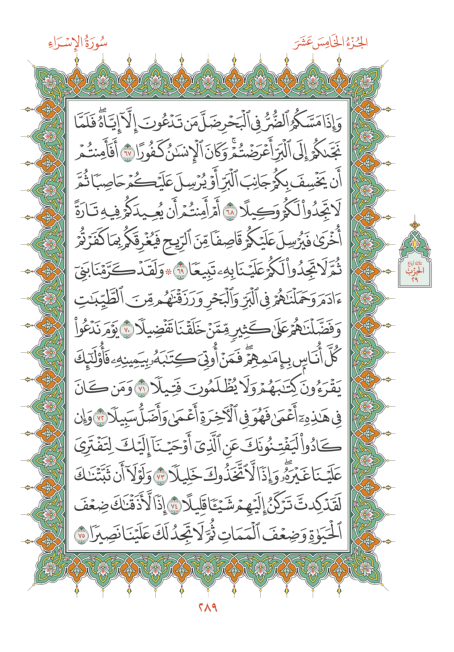 الجُزْءُ الخَامِسَ عَشَرَ
سُورَةُ الإِسْرَاءِ
وَإِذَا مَسَّكُمُ ٱلضُّرُّ فِي ٱلْبَحْرِ ضَلَّ مَن تَدْعُونَ إِلَّآ إِيَّاهُۖ فَلَمَّا
نَجَّىٰكُمْ إِلَى ٱلْبَرِّ أَعْرَضْتُمْۚ وَكَانَ ٱلْإِنسَٰنُ كَفُورًا ٦٧ أَفَأَمِنتُمْ
أَن يَخْسِفَ بِكُمْ جَانِبَ ٱلْبَرِّ أَوْ يُرْسِلَ عَلَيْكُمْ حَاصِبًا ثُمَّ
لَا تَجِدُوا۟ لَكُمْ وَكِيلًا ٦٨ أَمْ أَمِنتُمْ أَن يُعِيدَكُمْ فِيهِ تَارَةً
أُخْرَىٰ فَيُرْسِلَ عَلَيْكُمْ قَاصِفًا مِّنَ ٱلرِّيحِ فَيُغْرِقَكُم بِمَا كَفَرْتُمْ
ثُمَّ لَا تَجِدُوا۟ لَكُمْ عَلَيْنَا بِهِۦ تَبِيعًا ٦٩ ۞ وَلَقَدْ كَرَّمْنَا بَنِيٓ
ءَادَمَ وَحَمَلْنَٰهُمْ فِي ٱلْبَرِّ وَٱلْبَحْرِ وَرَزَقْنَٰهُم مِّنَ ٱلطَّيِّبَٰتِ
وَفَضَّلْنَٰهُمْ عَلَىٰ كَثِيرٍ مِّمَّنْ خَلَقْنَا تَفْضِيلًا ٧٠ يَوْمَ نَدْعُوا۟
كُلَّ أُنَاسٍۭ بِإِمَٰمِهِمْۖ فَمَنْ أُوتِيَ كِتَٰبَهُۥ بِيَمِينِهِۦ فَأُو۟لَٰٓئِكَ
يَقْرَءُونَ كِتَٰبَهُمْ وَلَا يُظْلَمُونَ فَتِيلًا ٧١ وَمَن كَانَ
فِي هَٰذِهِۦٓ أَعْمَىٰ فَهُوَ فِي ٱلْأٓخِرَةِ أَعْمَىٰ وَأَضَلُّ سَبِيلًا ٧٢ وَإِن
كَادُوا۟ لَيَفْتِنُونَكَ عَنِ ٱلَّذِيٓ أَوْحَيْنَآ إِلَيْكَ لِتَفْتَرِيَ
عَلَيْنَا غَيْرَهُۥۖ وَإِذًا لَّٱتَّخَذُوكَ خَلِيلًا ٧٣ وَلَوْلَآ أَن ثَبَّتْنَٰكَ
لَقَدْ كِدتَّ تَرْكَنُ إِلَيْهِمْ شَيْـًٔا قَلِيلًا ٧٤ إِذًا لَّأَذَقْنَٰكَ ضِعْفَ
ٱلْحَيَوٰةِ وَضِعْفَ ٱلْمَمَاتِ ثُمَّ لَا تَجِدُ لَكَ عَلَيْنَا نَصِيرًا ٧٥
الحِزْبُ
٢٩
٢٨٩